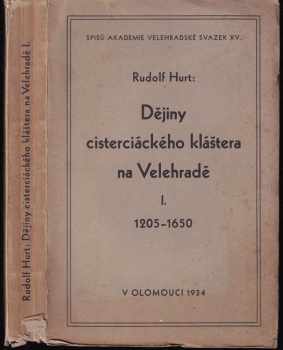 Rudolf Hurt: Dějiny cisterciáckého kláštera na Velehradě I.
SPISŮ AKADEMIE VELEHRADSKÉ SVAZEK XV.
Rudolf Hurt:
Dějiny
cisterciáckého kláštera
na Velehradě
I.
1205-1650
V OLOMOUCI 1934